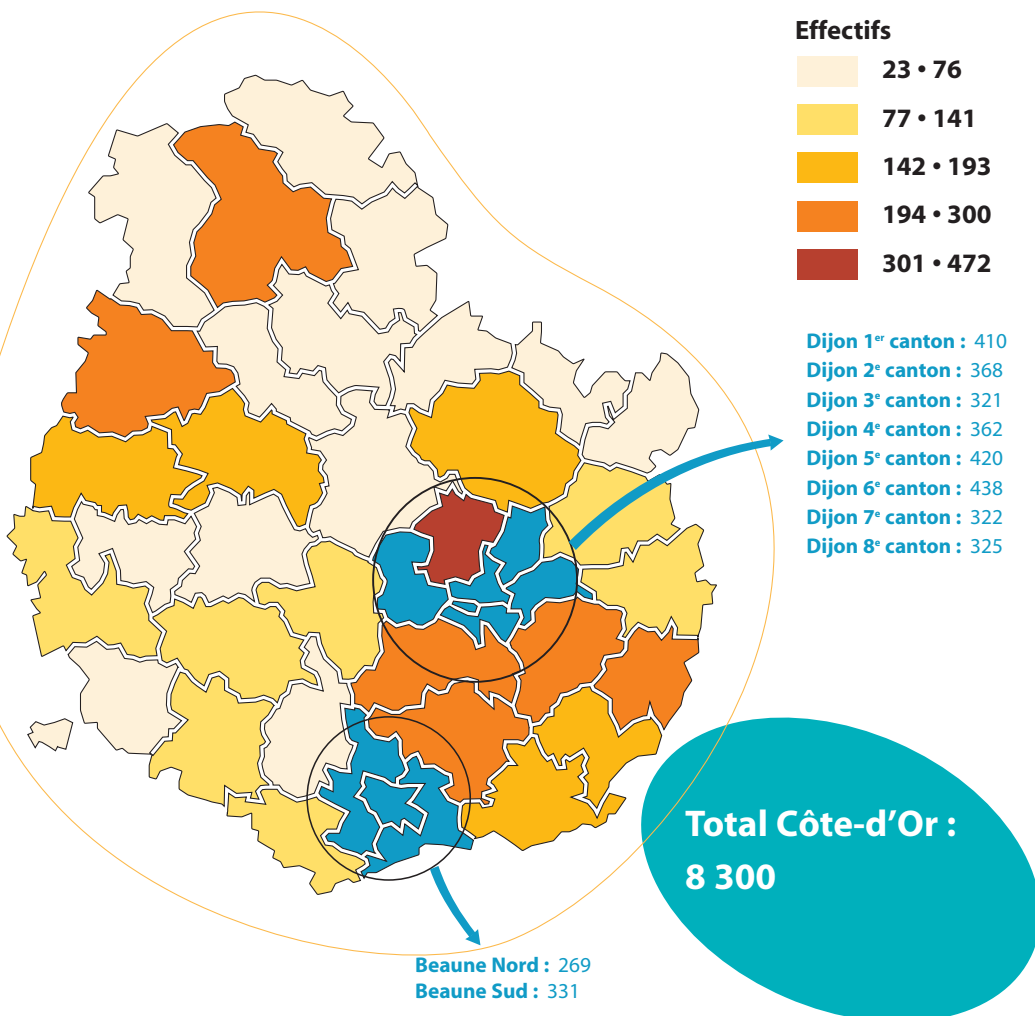 Effectifs
23 • 76
77 • 141
142 • 193
194 • 300
301 • 472
Dijon 1er canton : 410
Dijon 2e canton : 368
Dijon 3e canton : 321
Dijon 4e canton : 362
Dijon 5e canton : 420
Dijon 6e canton : 438
Dijon 7e canton : 322
Dijon 8e canton : 325
Total Côte-d'Or :
8 300
Beaune Nord : 269
Beaune Sud : 331